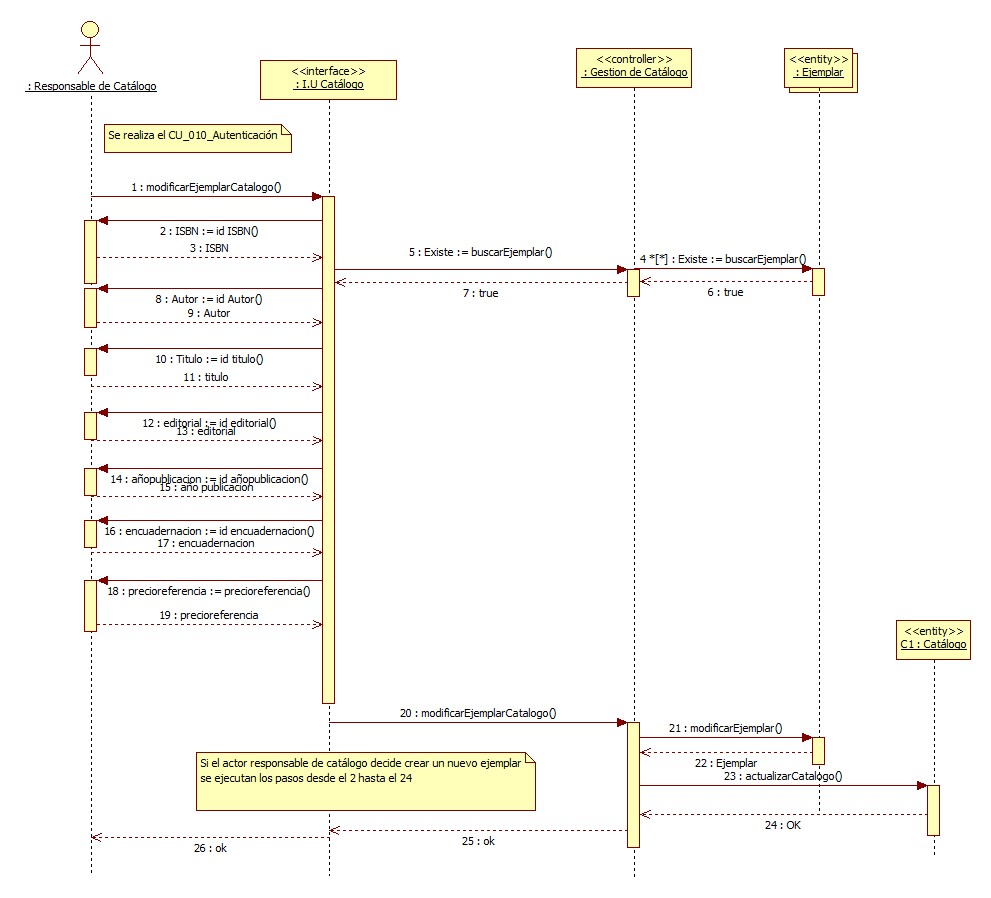 : Responsable de Catálogo
<<interface>>
: I.U Catálogo
<<controller>>
: Gestion de Catálogo
<<entity>>
: Ejemplar
Se realiza el CU_010_Autenticación
1 : modificarEjemplarCatalogo()
2 : ISBN := id ISBN()
3 : ISBN
5 : Existe := buscarEjemplar()
4 *[*] : Existe := buscarEjemplar()
7 : true
6 : true
8 : Autor := id Autor()
9 : Autor
10 : Titulo := id titulo()
11 : titulo
12 : editorial := id editorial()
13 : editorial
14 : añopublicacion := id añopublicacion()
15 : año publicacion
16 : encuadernacion := id encuadernacion()
17 : encuadernacion
18 : precioreferencia := precioreferencia()
19 : precioreferencia
<<entity>>
C1 : Catálogo
20 : modificarEjemplarCatalogo()
21 : modificarEjemplar()
22 : Ejemplar
23 : actualizarCatalogo()
Si el actor responsable de catálogo decide crear un nuevo ejemplar
se ejecutan los pasos desde el 2 hasta el 24
24 : OK
25 : ok
26 : ok